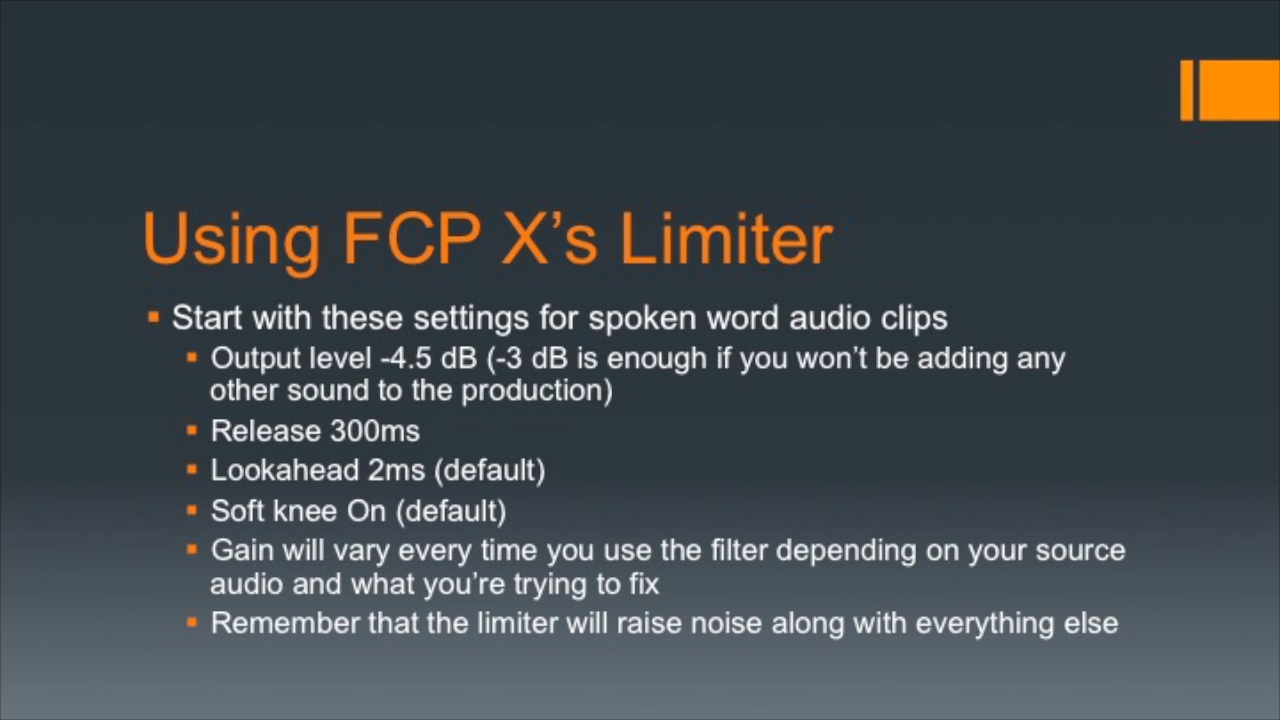 Using FCP X’s Limiter
Start with these settings for spoken word audio clips
Output level -4.5 dB (-3 dB is enough if you won’t be adding any
other sound to the production)
Release 300ms
Lookahead 2ms (default)
Soft knee On (default)
Gain will vary every time you use the filter depending on your source
audio and what you’re trying to fix
Remember that the limiter will raise noise along with everything else